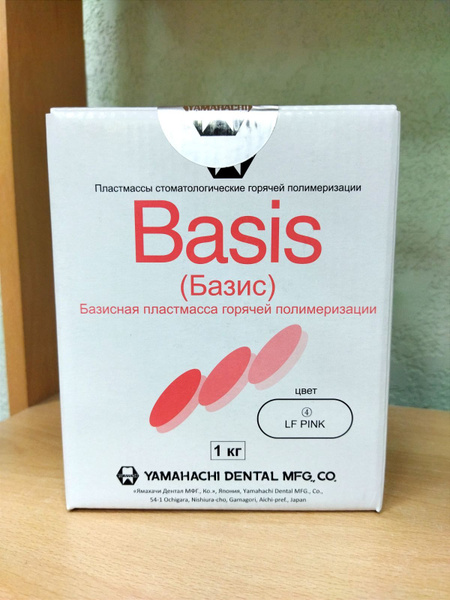 YAMAHACHI
Пластмассы стоматологические горячей полимеризации
Basis
(Базис)
Базисная пластмасса горячей полимеризации
цвет
④
LF PINK
1 кг
YAMAHACHI DENTAL MFG., CO.
«Ямахачи Дентал МФГ., Ко.», Япония, Yamahachi Dental MFG., Co.,
54-1 Ochigara, Nishiura-cho, Gamagori, Aichi-pref., Japan